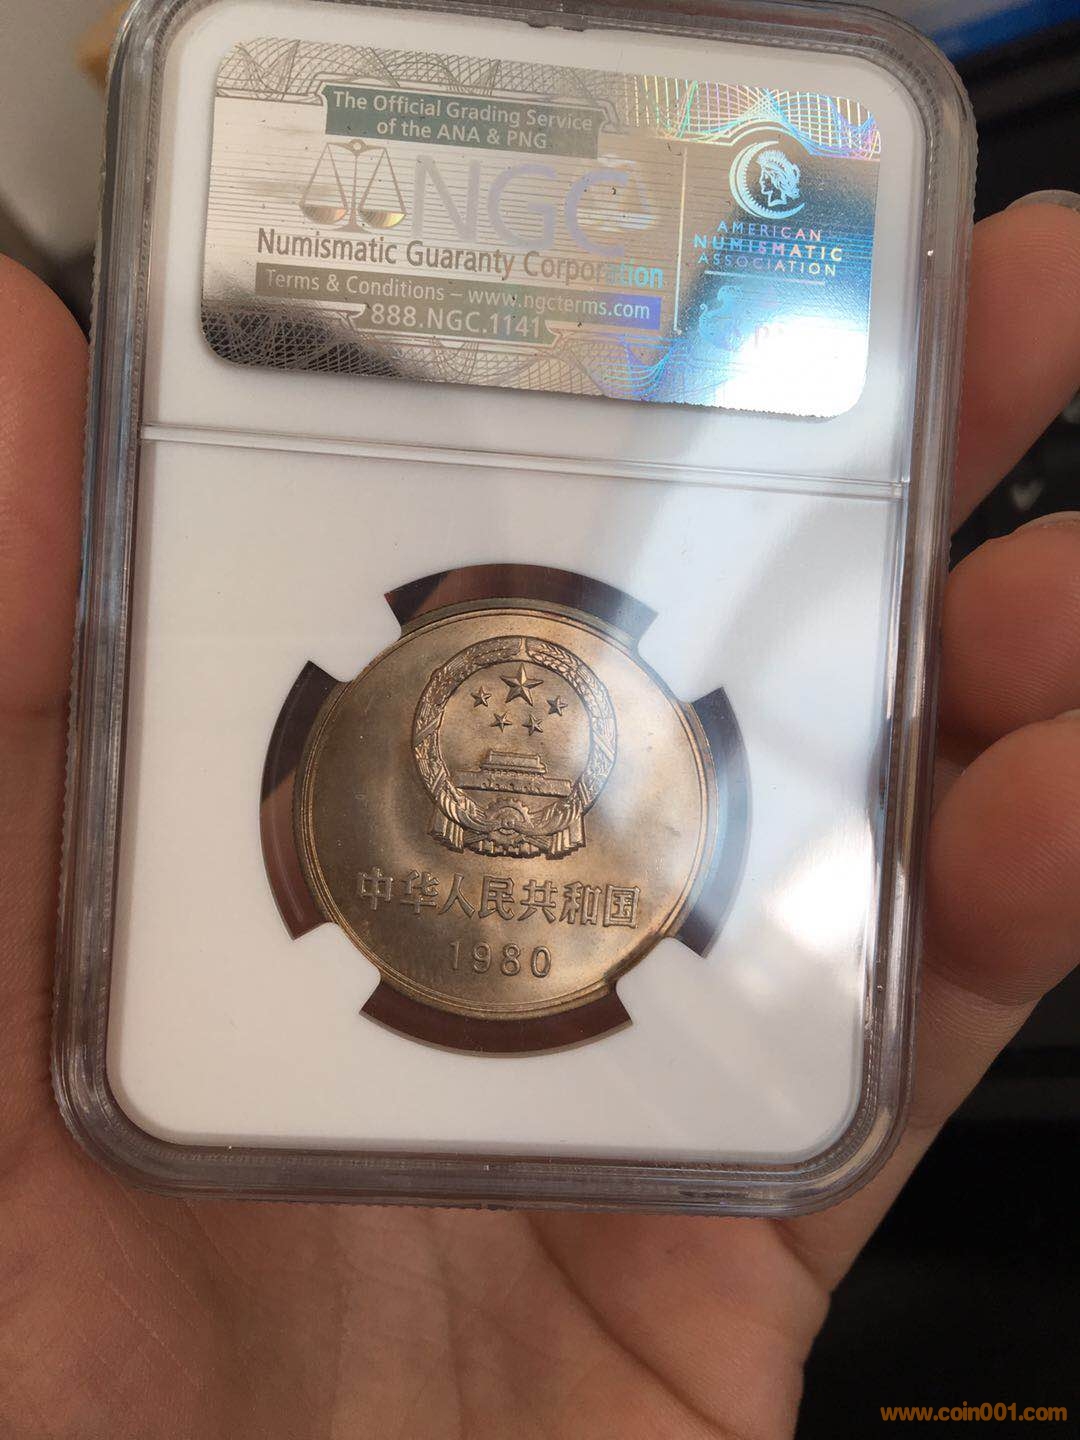 The Official Grading Service
of the ANA & PNG
NGC
Numismatic Guaranty Corporation
Terms & Conditions – www.ngcterms.com
888.NGC.1141
AMERICAN
NUMISMATIC
ASSOCIATION
中华人民共和国
1980
www.coin001.com